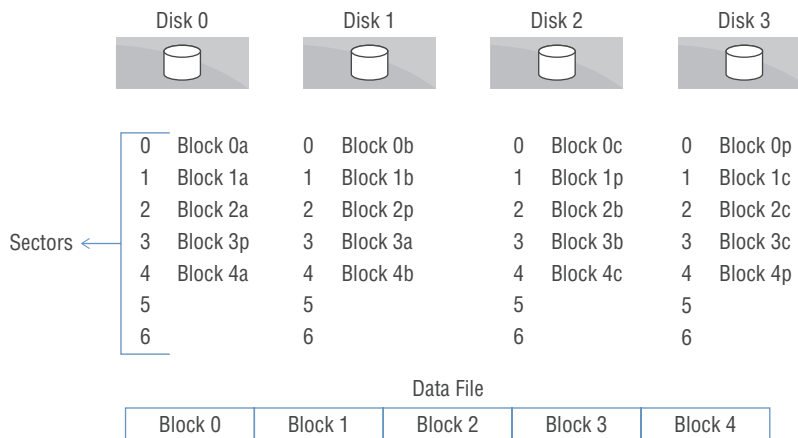 Disk 0 Disk 1 Disk 2 Disk 3
0 Block 0a 0 Block 0b 0 Block 0c 0 Block 0p
1 Block 1a 1 Block 1b 1 Block 1p 1 Block 1c
2 Block 2a 2 Block 2p 2 Block 2b 2 Block 2c
Sectors 3 Block 3p 3 Block 3a 3 Block 3b 3 Block 3c
4 Block 4a 4 Block 4b 4 Block 4c 4 Block 4p
5 5 5 5
6 6 6 6
Data File
Block 0 Block 1 Block 2 Block 3 Block 4